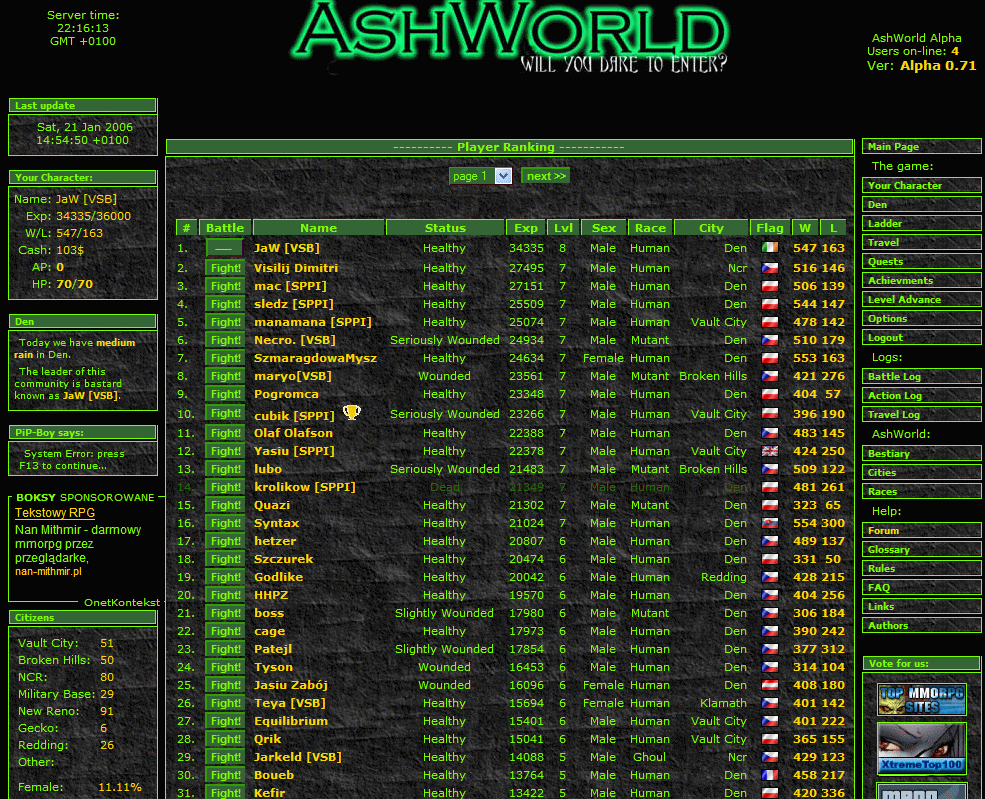 Server time:
22:16:13
GMT +0100
ASHWORLD
WILL YOU DARE TO ENTER?
AshWorld Alpha
Users on-line: 4
Ver: Alpha 0.71
Last update
Sat, 21 Jan 2006
14:54:50 +0100
Your Character:
Name: JaW [VSB]
Exp: 34335/36000
W/L: 547/163
Cash: 103$
AP: 0
HP: 70/70
Den
Today we have medium
rain in Den.
The leader of this
community is bastard
known as JaW [VSB].
PiP-Boy says:
System Error: press
F13 to continue...
BOKSY SPONSOROWANE
Tekstowy RPG
Nan Mithmir - darmowy
mmorpg przez
przeglądarke,
nan-mithmir.pl
OnetKontekst
Citizens
Vault City: 51
Broken Hills: 50
NCR: 80
Military Base: 29
New Reno: 91
Gecko: 6
Redding: 26
Other:
Female: 11.11%
---------- Player Ranking -----------
page 1 next >>
# Battle Name Status Exp Lvl Sex Race City Flag W L
1. ---- JaW [VSB] Healthy 34335 8 Male Human Den 547 163
2. Fight! Visilij Dimitri Healthy 27495 7 Male Human Ncr 516 146
3. Fight! mac [SPPI] Healthy 27151 7 Male Human Den 506 139
4. Fight! sledz [SPPI] Healthy 25509 7 Male Human Den 544 147
5. Fight! manamana [SPPI] Healthy 25074 7 Male Human Vault City 478 142
6. Fight! Necro. [VSB] Seriously Wounded 24934 7 Male Mutant Den 510 179
7. Fight! SzmaragdowaMysz Healthy 24634 7 Female Human Den 553 163
8. Fight! maryo[VSB] Wounded 23561 7 Male Mutant Broken Hills 421 276
9. Fight! Pogromca Healthy 23348 7 Male Human Den 404 57
10. Fight! cubik [SPPI] Seriously Wounded 23266 7 Male Human Vault City 396 190
11. Fight! Olaf Olafson Healthy 22388 7 Male Human Den 483 145
12. Fight! Yasiu [SPPI] Healthy 22378 7 Male Human Vault City 424 250
13. Fight! lubo Seriously Wounded 21483 7 Male Mutant Broken Hills 509 122
14. Fight! krolikow [SPPI] Dead 21349 7 Male Human Den 481 261
15. Fight! Quazi Healthy 21302 7 Male Mutant Den 323 65
16. Fight! Syntax Healthy 21024 7 Male Human Den 554 300
17. Fight! hetzer Healthy 20807 6 Male Human Den 489 137
18. Fight! Szczurek Healthy 20474 6 Male Human Den 331 50
19. Fight! Godlike Healthy 20042 6 Male Human Redding 428 215
20. Fight! HHPZ Healthy 19570 6 Male Human Den 404 256
21. Fight! boss Slightly Wounded 17980 6 Male Mutant Den 306 184
22. Fight! cage Healthy 17973 6 Male Human Den 390 242
23. Fight! Patejl Slightly Wounded 17854 6 Male Human Den 377 312
24. Fight! Tyson Wounded 16453 6 Male Human Den 314 104
25. Fight! Jasiu Zabój Wounded 16096 6 Female Human Den 408 180
26. Fight! Teya [VSB] Healthy 15694 6 Female Human Klamath 401 142
27. Fight! Equilibrium Healthy 15401 6 Male Human Vault City 401 222
28. Fight! Qrik Healthy 15041 6 Male Human Vault City 365 155
29. Fight! Jarkeld [VSB] Healthy 14088 5 Male Ghoul Ncr 429 123
30. Fight! Boueb Healthy 13764 5 Male Human Den 458 217
31. Fight! Kefir Healthy 13422 5 Male Human Den 420 336
Main Page
The game:
Your Character
Den
Ladder
Travel
Quests
Achievments
Level Advance
Options
Logout
Logs:
Battle Log
Action Log
Travel Log
AshWorld:
Bestiary
Cities
Races
Help:
Forum
Glossary
Rules
FAQ
Links
Authors
Vote for us:
TOP MMORPG
SITES
XtremeTop100